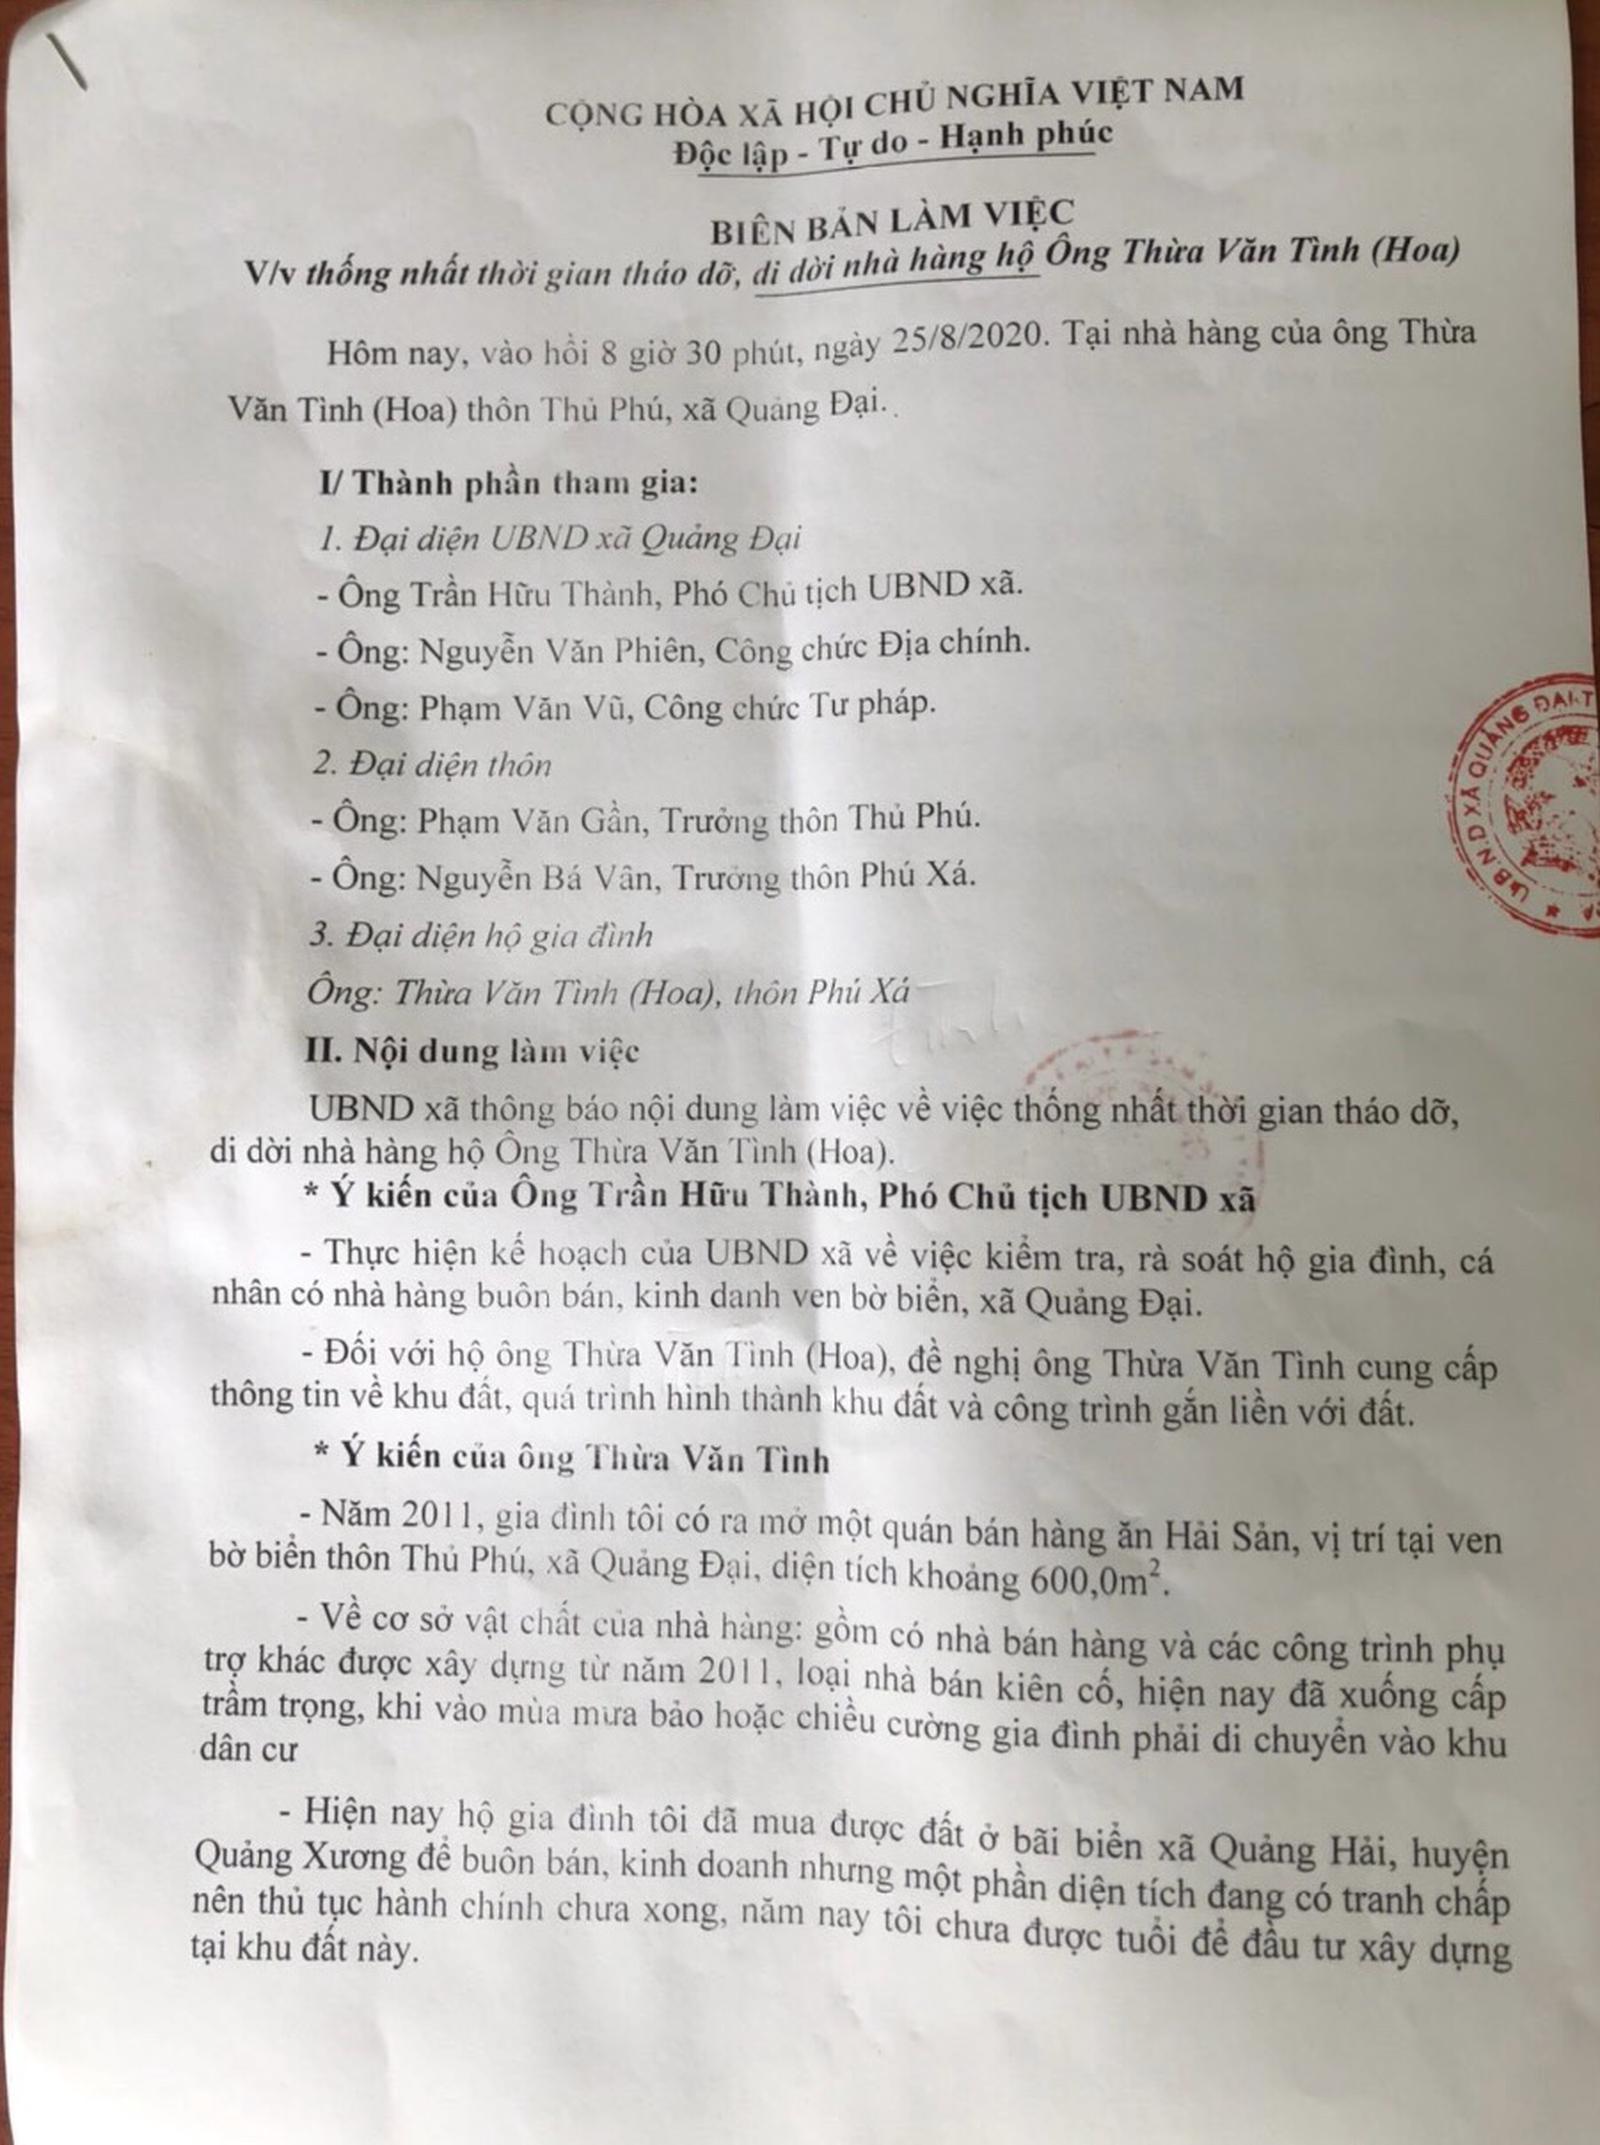 CỘNG HÒA XÃ HỘI CHỦ NGHĨA VIỆT NAM
Độc lập - Tự do - Hạnh phúc
BIÊN BẢN LÀM VIỆC
V/v thống nhất thời gian tháo dỡ, di dời nhà hàng hộ Ông Thừa Văn Tình (Hoa)
Hôm nay, vào hồi 8 giờ 30 phút, ngày 25/8/2020. Tại nhà hàng của ông Thừa
Văn Tình (Hoa) thôn Thủ Phú, xã Quảng Đại.
I/ Thành phần tham gia:
1. Đại diện UBND xã Quảng Đại
- Ông Trần Hữu Thành, Phó Chủ tịch UBND xã.
- Ông: Nguyễn Văn Phiên, Công chức Địa chính.
- Ông: Phạm Văn Vũ, Công chức Tư pháp.
2. Đại diện thôn
- Ông: Phạm Văn Gần, Trưởng thôn Thủ Phú.
- Ông: Nguyễn Bá Vân, Trưởng thôn Phú Xá.
3. Đại diện hộ gia đình
Ông: Thừa Văn Tình (Hoa), thôn Phú Xá
II. Nội dung làm việc
UBND xã thông báo nội dung làm việc về việc thống nhất thời gian tháo dỡ,
di dời nhà hàng hộ Ông Thừa Văn Tình (Hoa).
* Ý kiến của Ông Trần Hữu Thành, Phó Chủ tịch UBND xã
- Thực hiện kế hoạch của UBND xã về việc kiểm tra, rà soát hộ gia đình, cá
nhân có nhà hàng buôn bán, kinh danh ven bờ biển, xã Quảng Đại.
- Đối với hộ ông Thừa Văn Tình (Hoa), đề nghị ông Thừa Văn Tình cung cấp
thông tin về khu đất, quá trình hình thành khu đất và công trình gắn liền với đất.
* Ý kiến của ông Thừa Văn Tình
- Năm 2011, gia đình tôi có ra mở một quán bán hàng ăn Hải Sản, vị trí tại ven
bờ biển thôn Thủ Phú, xã Quảng Đại, diện tích khoảng 600,0m².
- Về cơ sở vật chất của nhà hàng: gồm có nhà bán hàng và các công trình phụ
trợ khác được xây dựng từ năm 2011, loại nhà bán kiên cố, hiện nay đã xuống cấp
trầm trọng, khi vào mùa mưa bảo hoặc chiều cường gia đình phải di chuyển vào khu
dân cư
- Hiện nay hộ gia đình tôi đã mua được đất ở bãi biển xã Quảng Hải, huyện
Quảng Xương để buôn bán, kinh doanh nhưng một phần diện tích đang có tranh chấp
nên thủ tục hành chính chưa xong, năm nay tôi chưa được tuổi để đầu tư xây dựng
tại khu đất này.
U.B.N.D XÃ QUẢNG ĐẠI